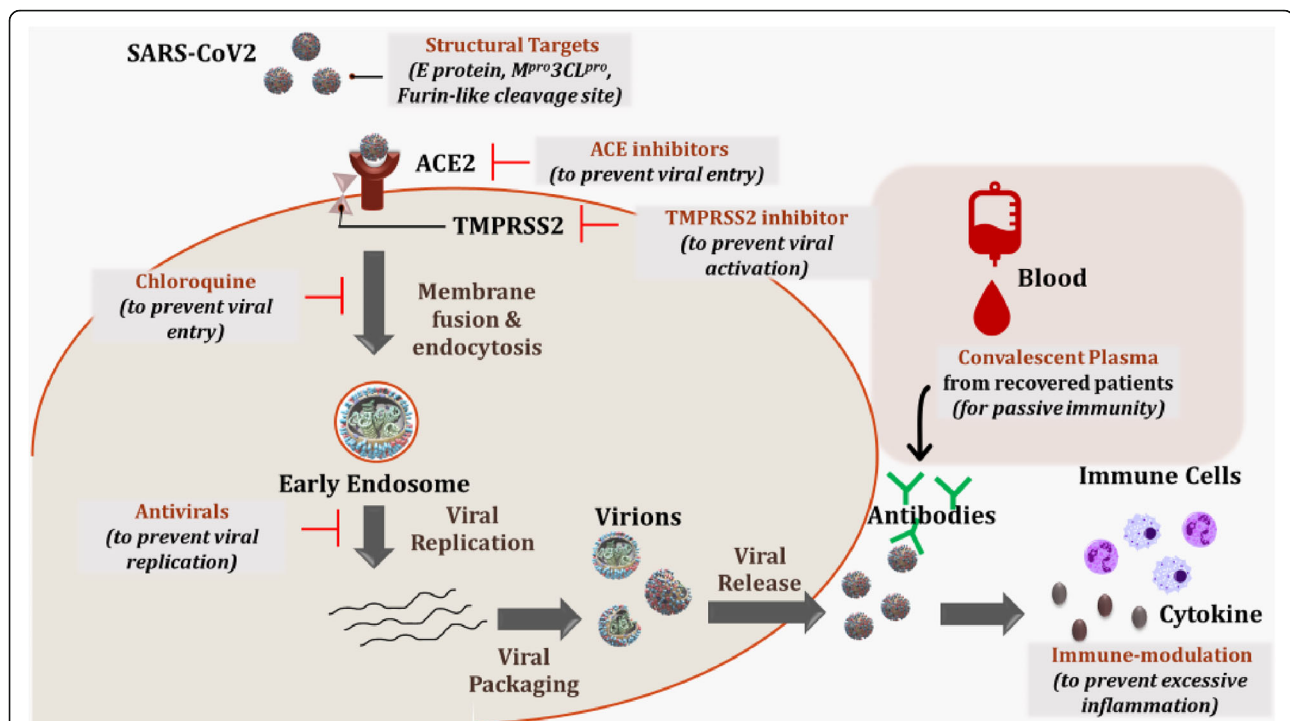 SARS-CoV2
Structural Targets
(E protein, Mᵖʳᵒ3CLᵖʳᵒ,
Furin-like cleavage site)
ACE2
ACE inhibitors
(to prevent viral entry)
TMPRSS2
TMPRSS2 inhibitor
(to prevent viral
activation)
Chloroquine
(to prevent viral
entry)
Membrane
fusion &
endocytosis
Blood
Convalescent Plasma
from recovered patients
(for passive immunity)
Early Endosome
Antivirals
(to prevent viral
replication)
Viral
Replication
Virions
Viral
Packaging
Viral
Release
Antibodies
Immune Cells
Cytokine
Immune-modulation
(to prevent excessive
inflammation)